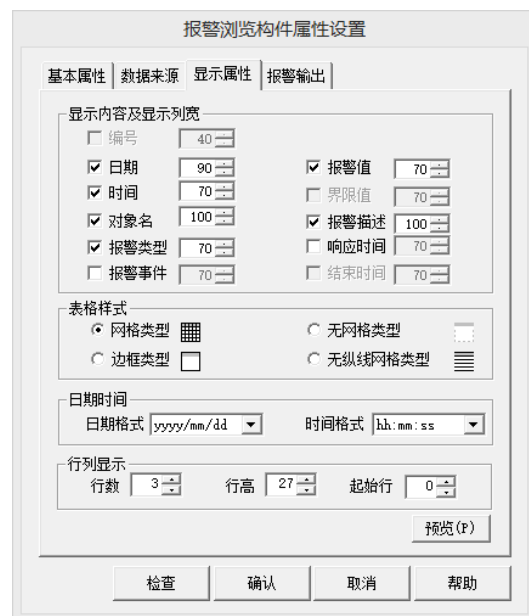 报警浏览构件属性设置
基本属性 数据来源 显示属性 报警输出
显示内容及显示列宽
编号 40
日期 90 报警值 70
时间 70 界限值 70
对象名 100 报警描述 100
报警类型 70 响应时间 70
报警事件 70 结束时间 70
表格样式
网格类型 无网格类型
边框类型 无纵线网格类型
日期时间
日期格式 yyyy/mm/dd 时间格式 hh:mm:ss
行列显示
行数 3 行高 27 起始行 0
预览(P)
检查 确认 取消 帮助